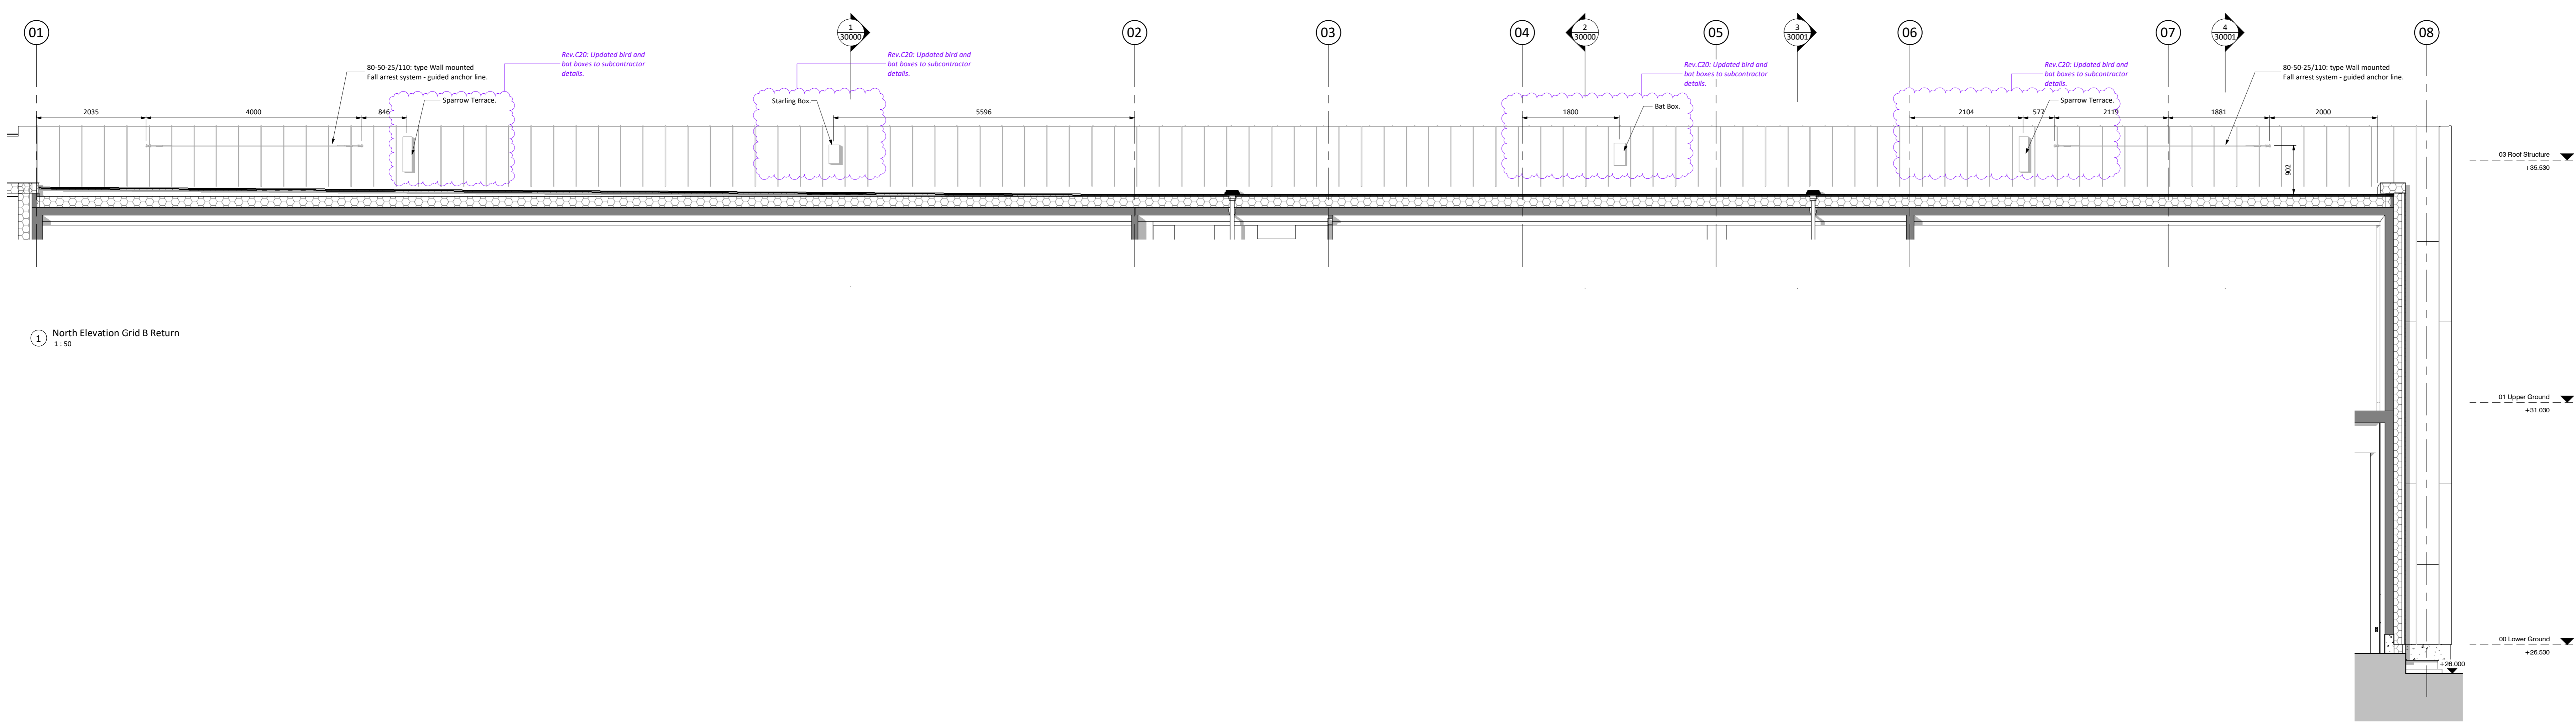 01
1
30000
02
03
04
2
30000
05
3
30001
06
07
4
30001
08
80-50-25/110: type Wall mounted
Fall arrest system - guided anchor line.
Rev.C20: Updated bird and
bat boxes to subcontractor
details.
Rev.C20: Updated bird and
bat boxes to subcontractor
details.
Rev.C20: Updated bird and
bat boxes to subcontractor
details.
Rev.C20: Updated bird and
bat boxes to subcontractor
details.
80-50-25/110: type Wall mounted
Fall arrest system - guided anchor line.
Sparrow Terrace.
Starling Box.
Bat Box.
Sparrow Terrace.
2035
4000
846
5596
1800
2104
577
2119
1881
2000
902
03 Roof Structure
+35.530
1
North Elevation Grid B Return
1 : 50
01 Upper Ground
+31.030
00 Lower Ground
+26.530
+26.000